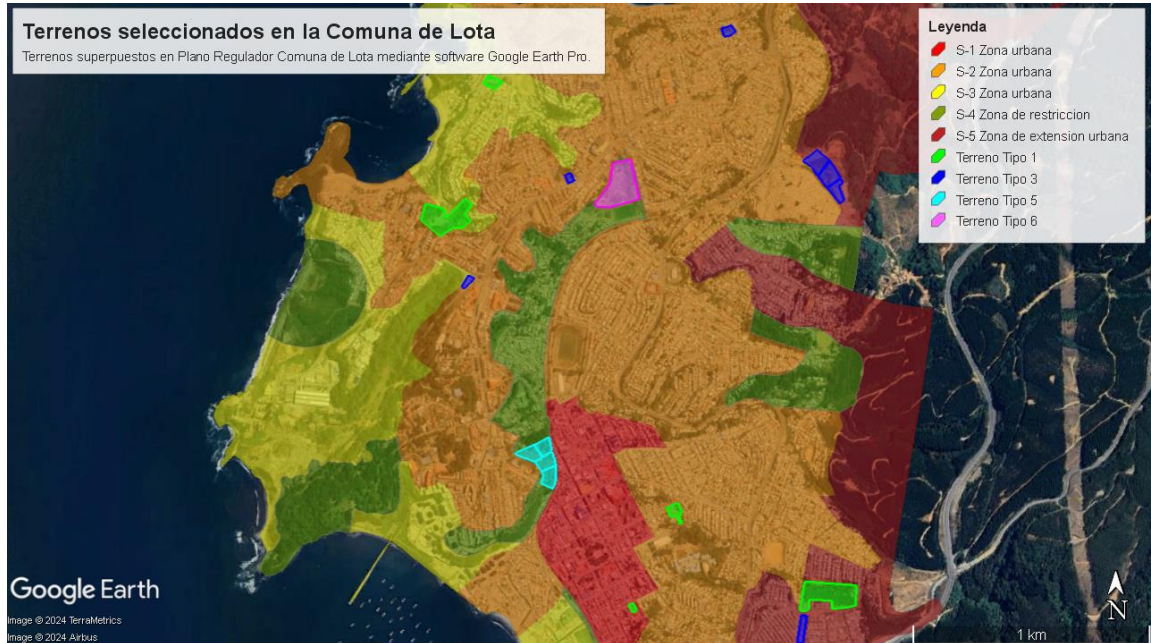 Terrenos seleccionados en la Comuna de Lota
Terrenos superpuestos en Plano Regulador Comuna de Lota mediante software Google Earth Pro.
Leyenda
S-1 Zona urbana
S-2 Zona urbana
S-3 Zona urbana
S-4 Zona de restriccion
S-5 Zona de extension urbana
Terreno Tipo 1
Terreno Tipo 3
Terreno Tipo 5
Terreno Tipo 6
Google Earth
Image © 2024 TerraMetrics
Image © 2024 Airbus
N
1 km